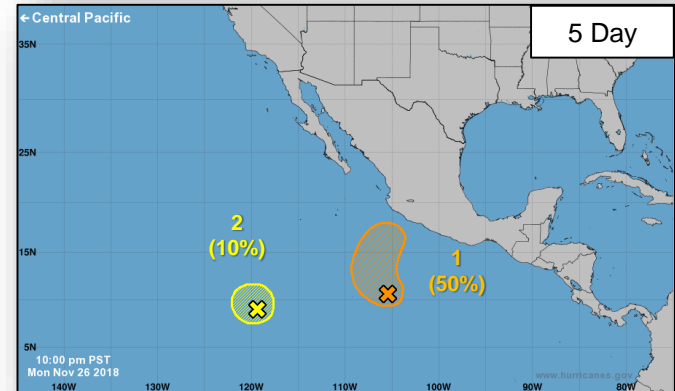 ← Central Pacific
5 Day
35N
25N
2
(10%)
15N
1
(50%)
5N
10:00 pm PST
Mon Nov 26 2018
www.hurricanes.gov
140W 130W 120W 110W 100W 90W 80W